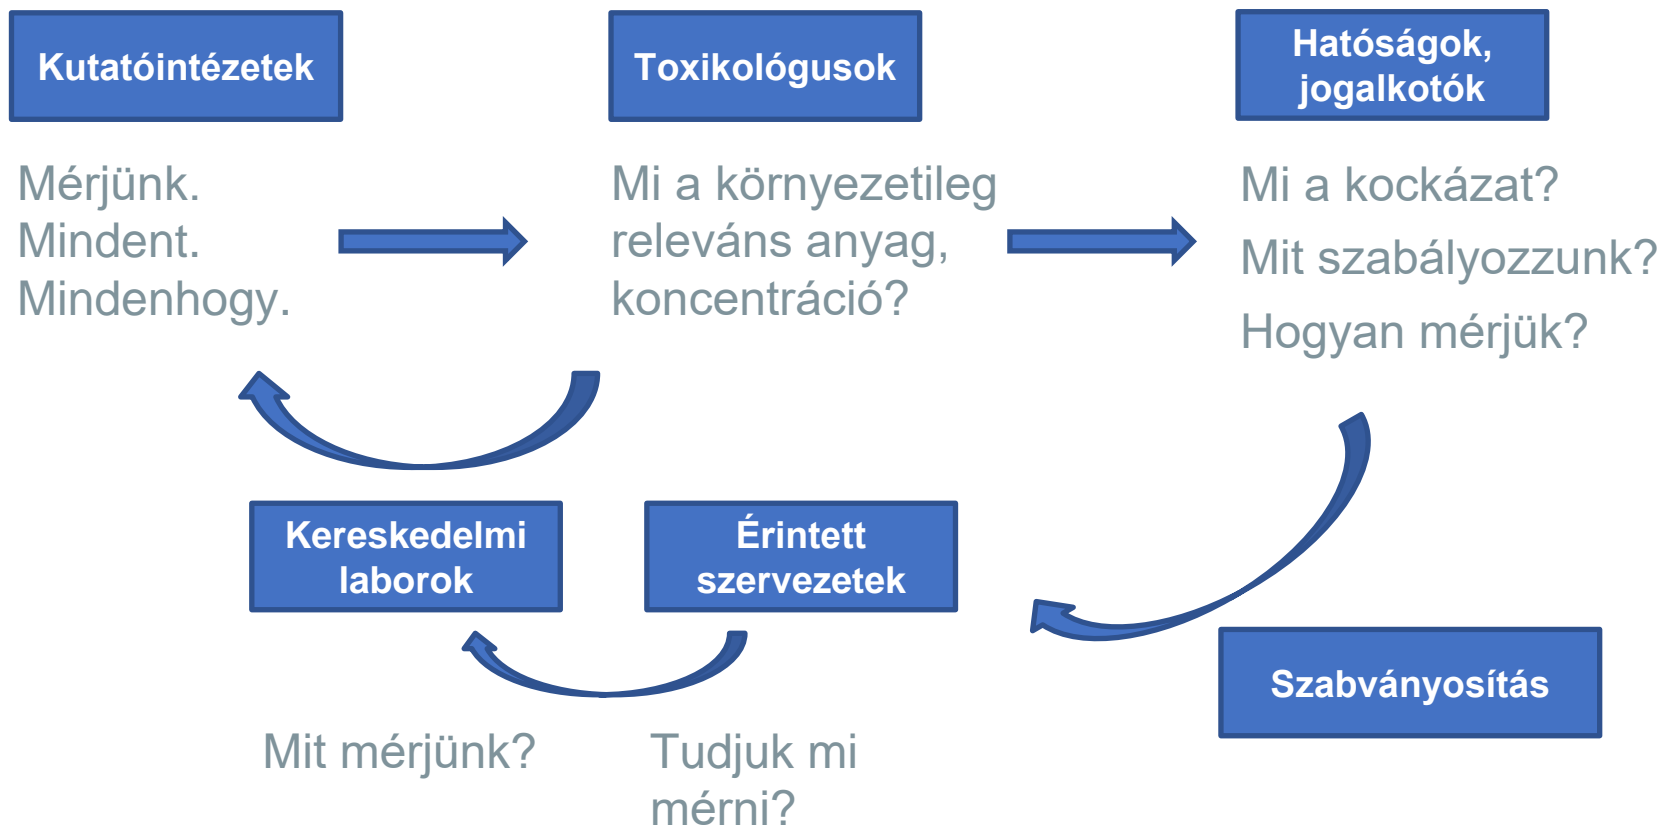 Kutatóintézetek
Mérjünk.
Mindent.
Mindenhogy.
Toxikológusok
Mi a környezetileg
releváns anyag,
koncentráció?
Hatóságok,
jogalkotók
Mi a kockázat?
Mit szabályozzunk?
Hogyan mérjük?
Kereskedelmi
laborok
Mit mérjünk?
Érintett
szervezetek
Tudjuk mi
mérni?
Szabványosítás